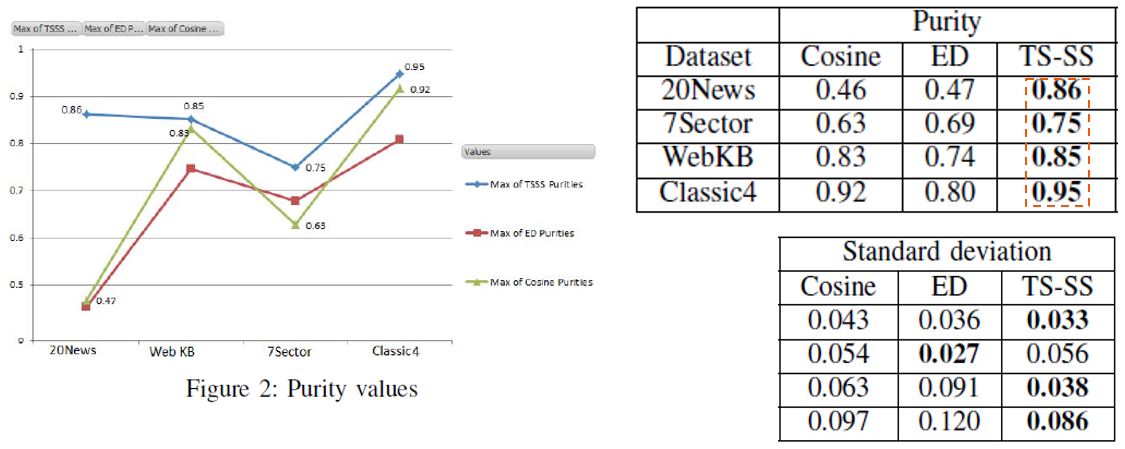 Max of TSSS ... Max of ED P... Max of Cosine ...
1
0.9
0.8
0.7
0.6
0.5
0
0.86
0.85
0.83
0.75
0.63
0.95
0.92
0.47
20News Web KB 7Sector Classic4
Values
Max of TSSS Purities
Max of ED Purities
Max of Cosine Purities
Figure 2: Purity values
Purity
Dataset Cosine ED TS-SS
20News 0.46 0.47 0.86
7Sector 0.63 0.69 0.75
WebKB 0.83 0.74 0.85
Classic4 0.92 0.80 0.95
Standard deviation
Cosine ED TS-SS
0.043 0.036 0.033
0.054 0.027 0.056
0.063 0.091 0.038
0.097 0.120 0.086